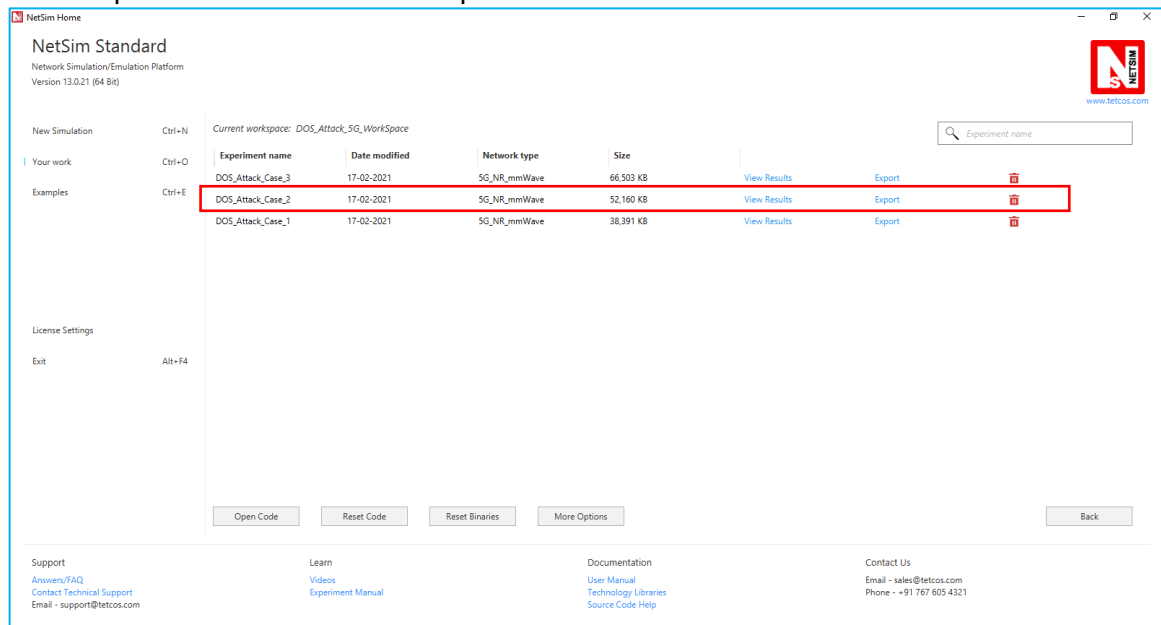 NetSim Home
NetSim Standard
Network Simulation/Emulation Platform
Version 13.0.21 (64 Bit)
N
NETSIM
www.tetcos.com
New Simulation Ctrl+N
Your work Ctrl+O
Examples Ctrl+E
License Settings
Exit Alt+F4
Current workspace: DOS_Attack_5G_WorkSpace
Experiment name
Experiment name Date modified Network type Size
DOS_Attack_Case_3 17-02-2021 5G_NR_mmWave 66,503 KB View Results Export
DOS_Attack_Case_2 17-02-2021 5G_NR_mmWave 52,160 KB View Results Export
DOS_Attack_Case_1 17-02-2021 5G_NR_mmWave 38,391 KB View Results Export
Open Code Reset Code Reset Binaries More Options Back
Support
Answers/FAQ
Contact Technical Support
Email - support@tetcos.com
Learn
Videos
Experiment Manual
Documentation
User Manual
Technology Libraries
Source Code Help
Contact Us
Email - sales@tetcos.com
Phone - +91 767 605 4321